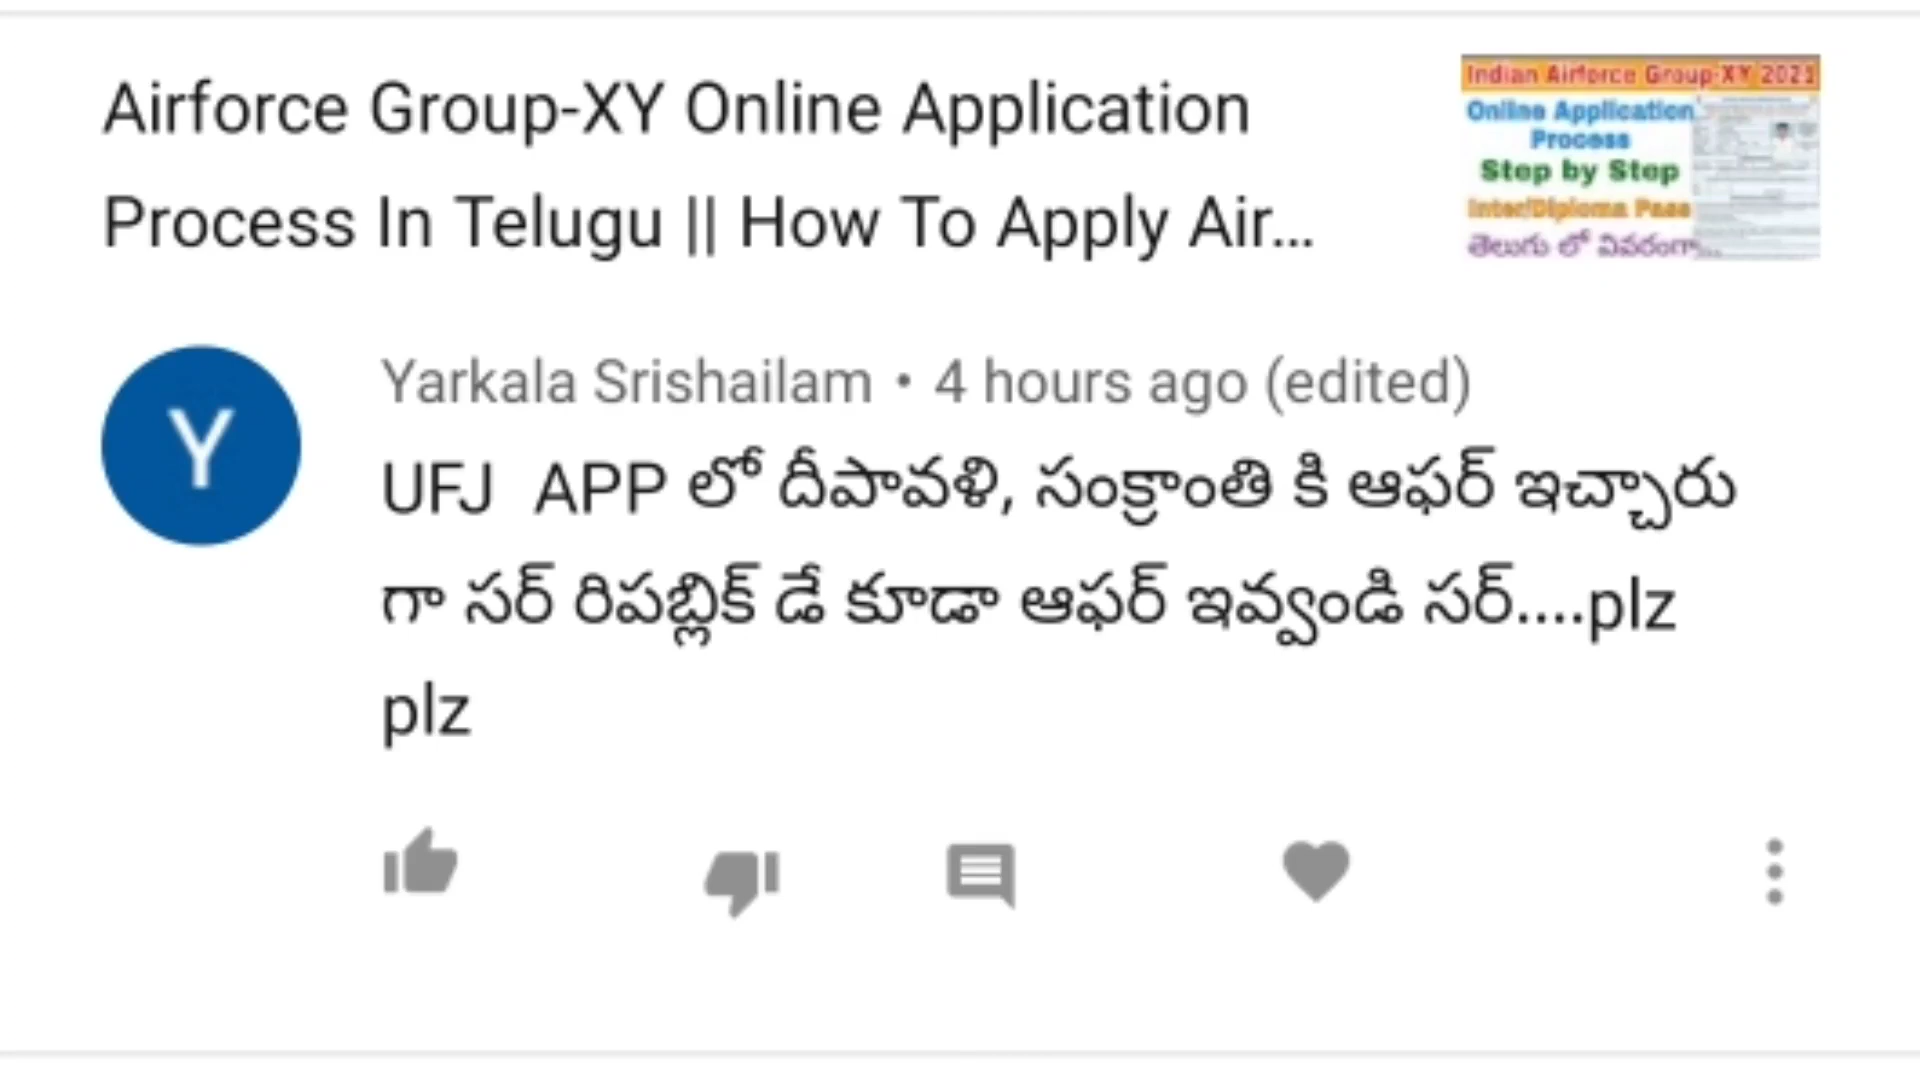 Airforce Group-XY Online Application
Process In Telugu || How To Apply Air...
Indian Airforce Group-XY 2021
Online Application
Process
Step by Step
Inter/Diploma Pass
తెలుగు లో వివరంగా...
Y
Yarkala Srishailam • 4 hours ago (edited)
UFJ  APP లో దీపావళి, సంక్రాంతి కి ఆఫర్ ఇచ్చారు
గా సర్ రిపబ్లిక్ డే కూడా ఆఫర్ ఇవ్వండి సర్....plz
plz